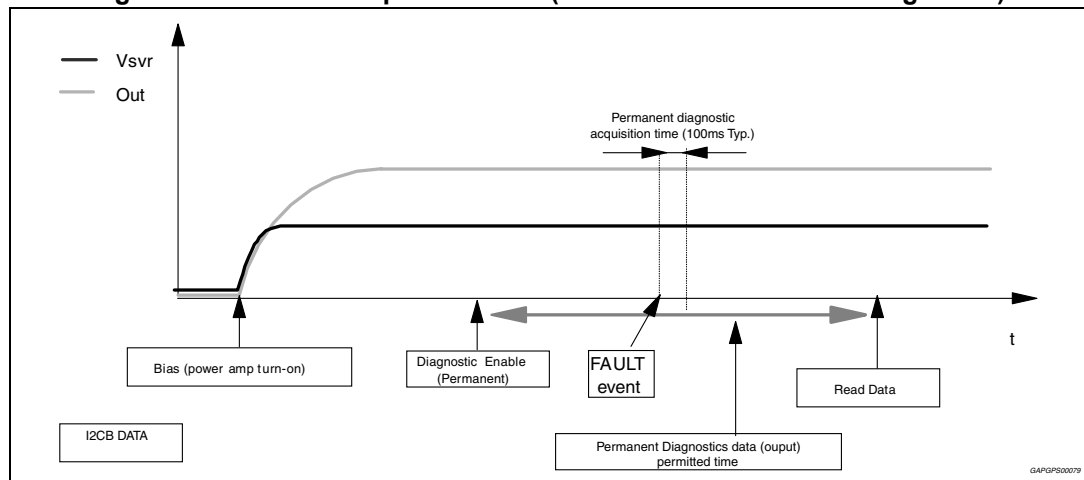 Vsvr
Out
Permanent diagnostic
acquisition time (100ms Typ.)
t
Bias (power amp turn-on)
Diagnostic Enable
(Permanent)
FAULT
event
Read Data
I2CB DATA
Permanent Diagnostics data (ouput)
permitted time
GAPGPS00079